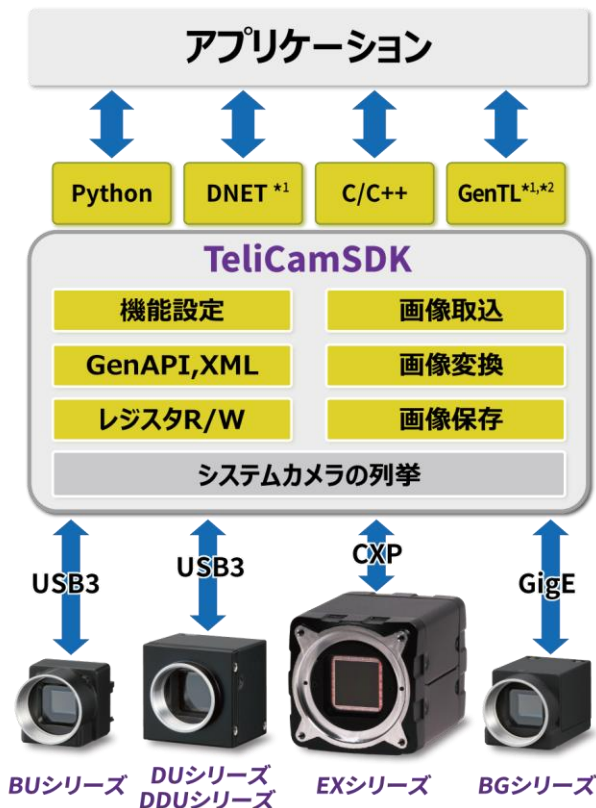 アプリケーション
Python
DNET *1
C/C++
GenTL*1,*2
TeliCamSDK
機能設定
画像取込
GenAPI,XML
画像変換
レジスタR/W
画像保存
システムカメラの列挙
USB3
USB3
CXP
GigE
BUシリーズ
DUシリーズ
DDUシリーズ
EXシリーズ
BGシリーズ